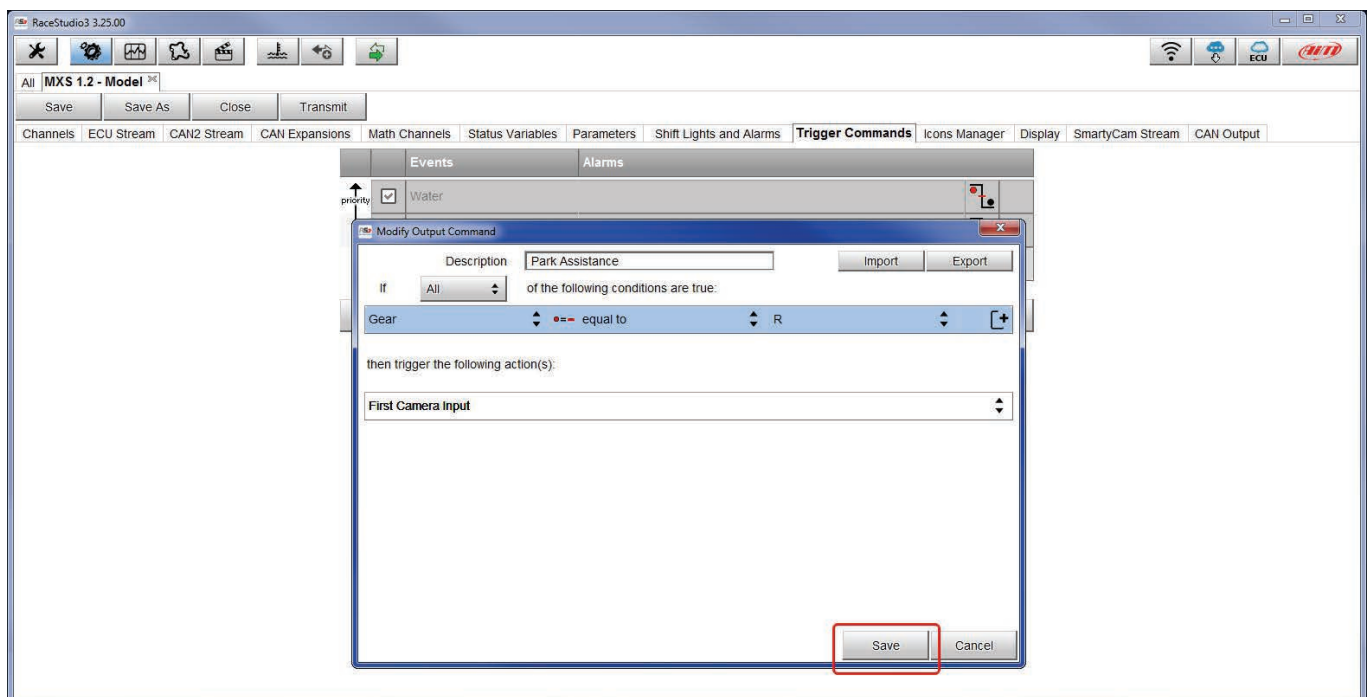 RaceStudio3 3.25.00
ECU
AiM
All MXS 1.2 - Model
Save Save As Close Transmit
Channels ECU Stream CAN2 Stream CAN Expansions Math Channels Status Variables Parameters Shift Lights and Alarms Trigger Commands Icons Manager Display SmartyCam Stream CAN Output
Events Alarms
priority Water
Modify Output Command
Description Park Assistance Import Export
If All of the following conditions are true:
Gear equal to R
then trigger the following action(s):
First Camera Input
Save Cancel